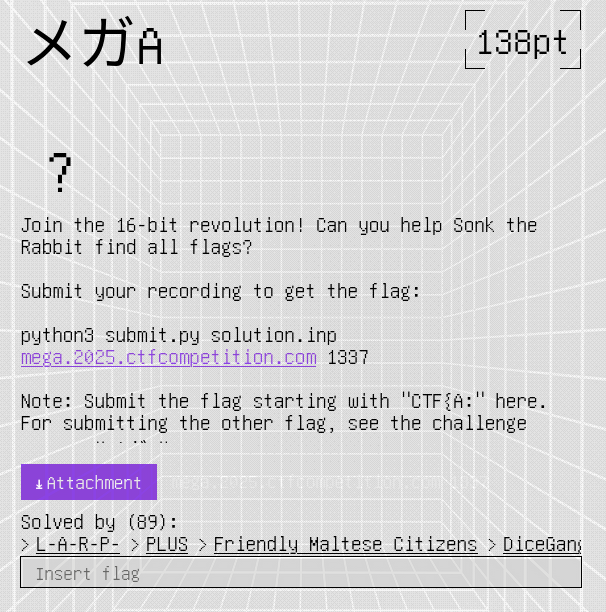 メガA
138pt
?
Join the 16-bit revolution! Can you help Sonk the
Rabbit find all flags?
Submit your recording to get the flag:
python3 submit.py solution.inp
mega.2025.ctfcompetition.com 1337
Note: Submit the flag starting with "CTF{A:" here.
For submitting the other flag, see the challenge
Attachment
Solved by (89):
> L-A-R-P- > PLUS > Friendly Maltese Citizens > DiceGang
Insert flag